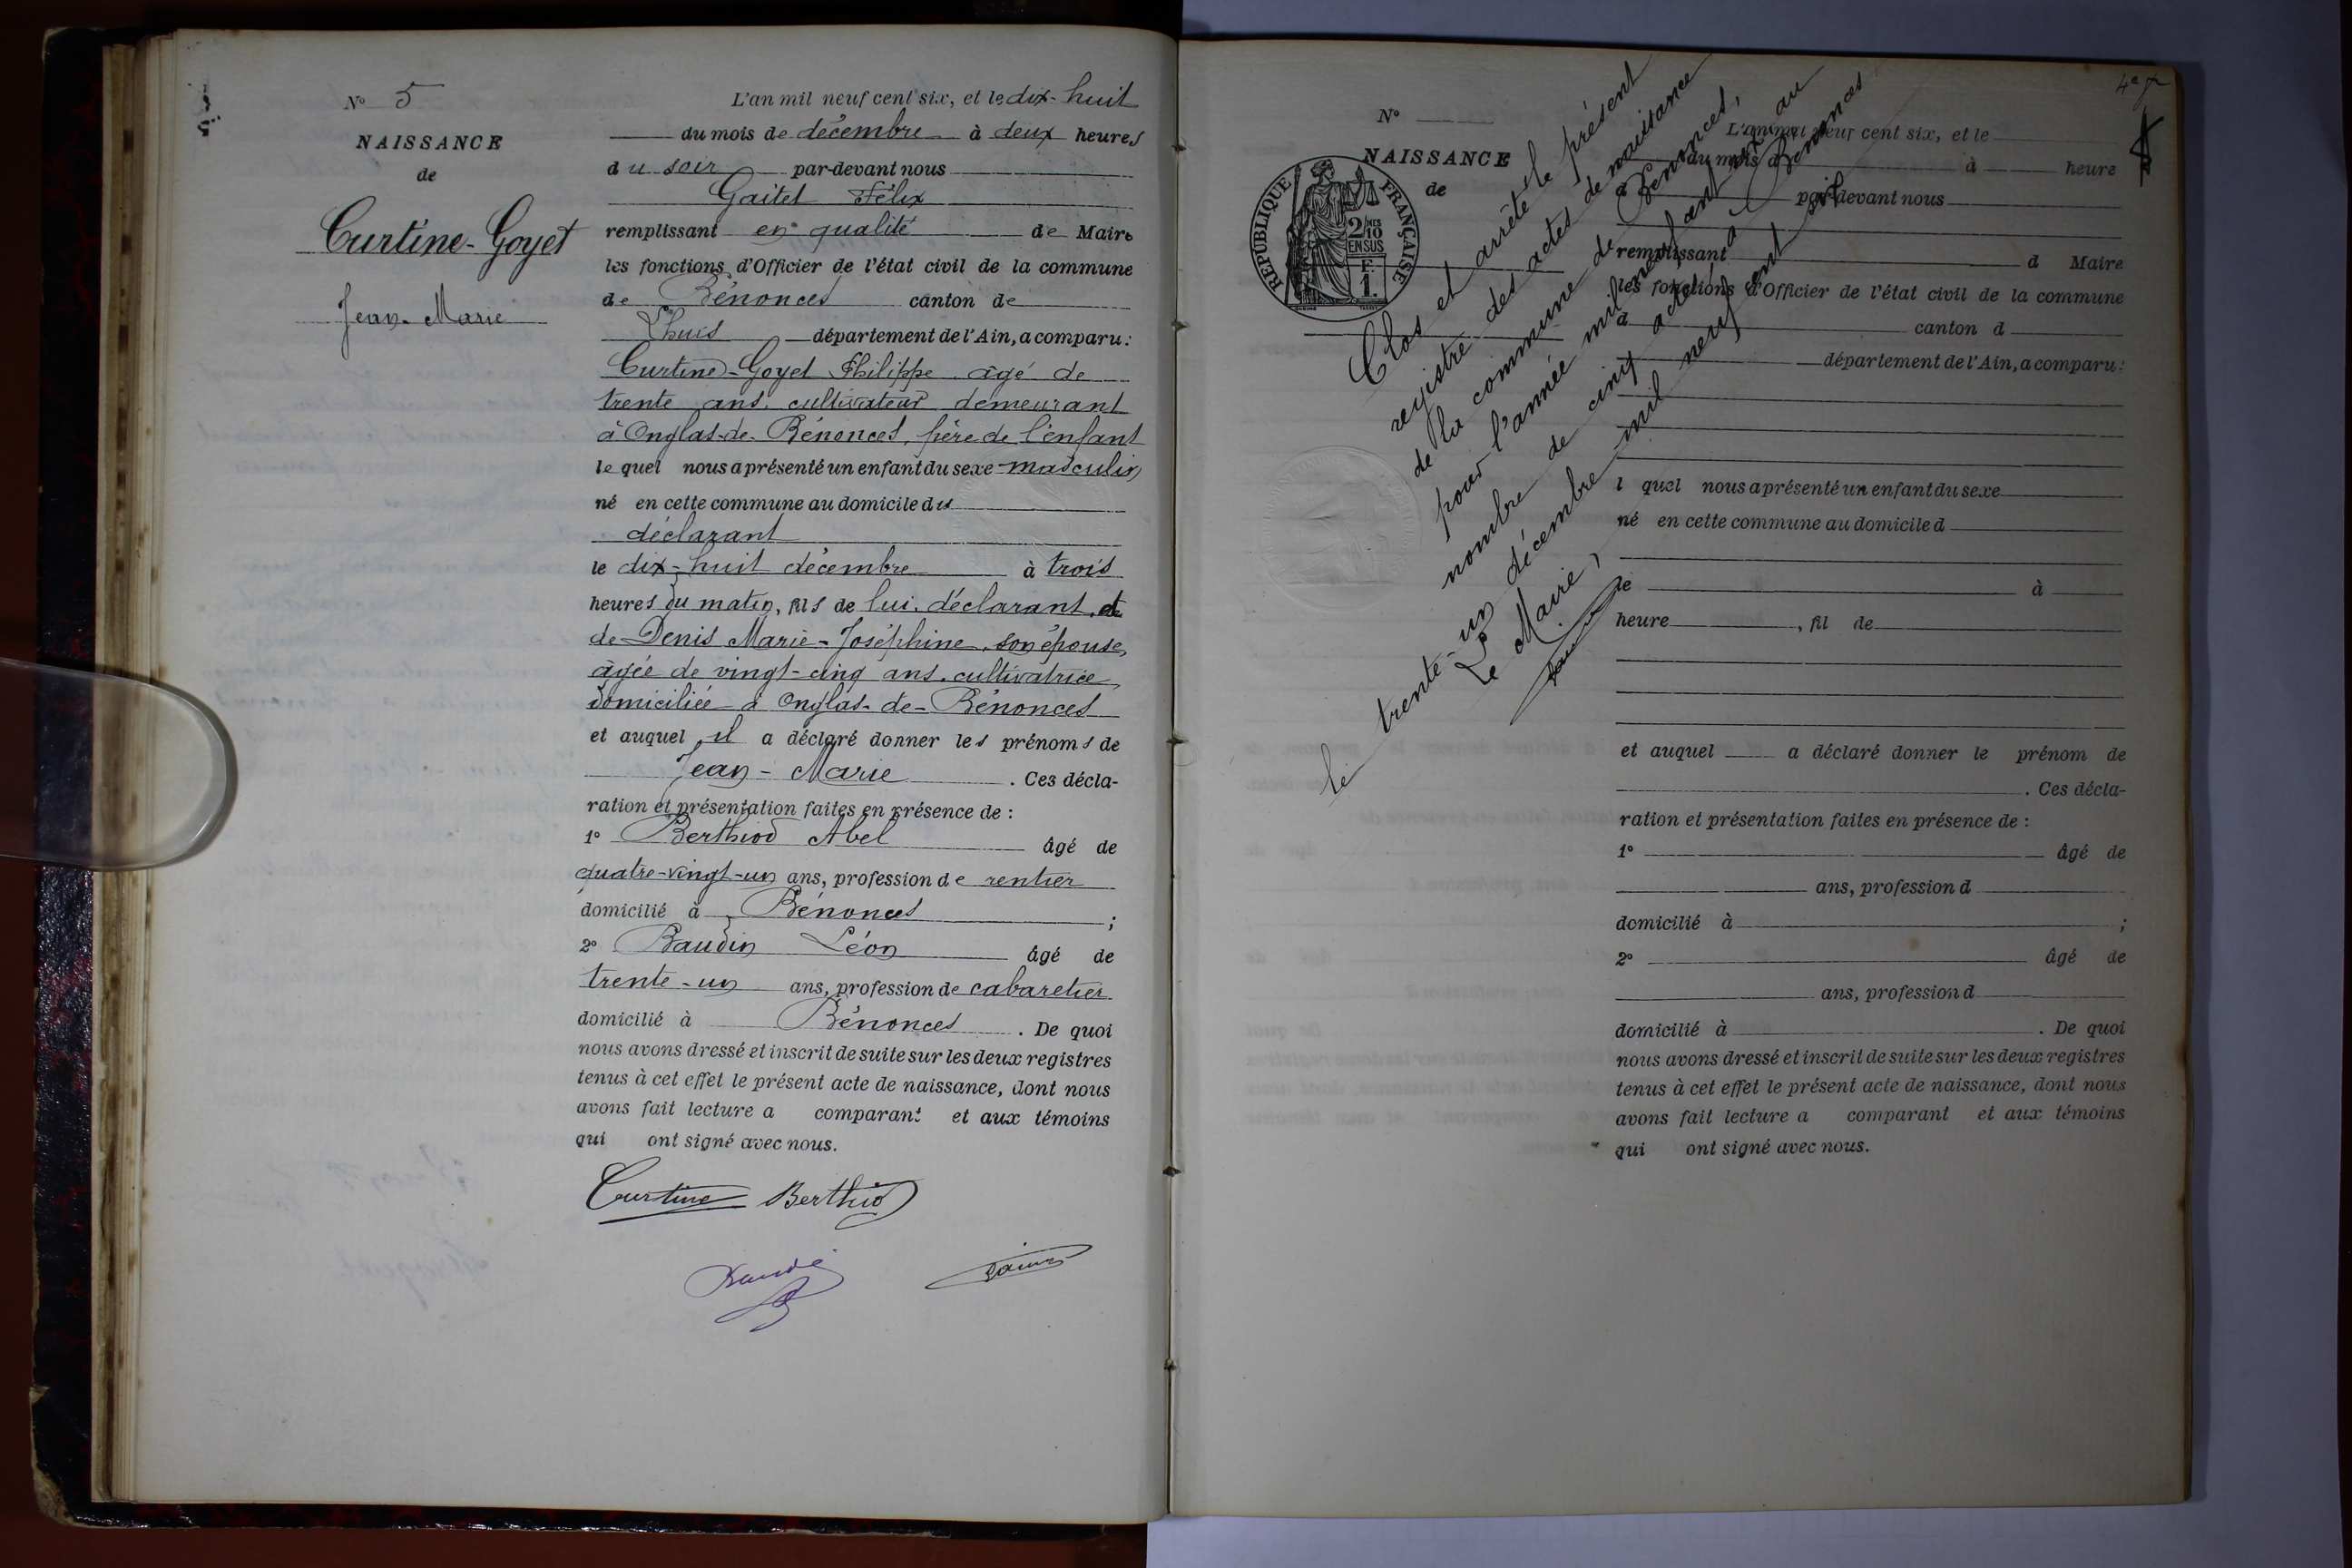 N° 5
NAISSANCE
de
Curtine-Goyet
Jean-Marie
L'an mil neuf cent six, et le dix-huit
du mois de décembre à deux heures
du soir par-devant nous
Gaitet Félix
remplissant en qualité de Maire
les fonctions d'Officier de l'état civil de la commune
de Bénonces canton de
Lhuis département de l'Ain, a comparu:
Curtine-Goyet Philippe âgé de
trente ans, cultivateur demeurant
à Onglas-de-Bénonces, père de l'enfant
lequel nous a présenté un enfant du sexe masculin
né en cette commune au domicile du
déclarant
le dix-huit décembre à trois
heures du matin, fils de lui, déclarant, et
de Denis Marie-Joséphine, son épouse,
âgée de vingt-cinq ans, cultivatrice,
domiciliée à Onglas-de-Bénonces
et auquel il a déclaré donner les prénoms de
Jean-Marie. Ces décla-
ration et présentation faites en présence de :
1° Berthiod Abel âgé de
quatre-vingt-un ans, profession de rentier
domicilié à Bénonces ;
2° Baudin Léon âgé de
trente-un ans, profession de cabaretier
domicilié à Bénonces. De quoi
nous avons dressé et inscrit de suite sur les deux registres
tenus à cet effet le présent acte de naissance, dont nous
avons fait lecture a comparant et aux témoins
qui ont signé avec nous.
Curtine Berthiod
4e
N°
NAISSANCE
de
RÉPUBLIQUE FRANÇAISE
2/10
EN SUS
F.
1.
Clos et arrêté le présent
registre des actes de naissance
de la commune de Bénonces,
pour l'année mil neuf cent six au
nombre de cinq actes à Bénonces
le trente-un décembre mil neuf cent six
Le Maire,
L'an mil neuf cent six, et le
du mois d à heure
par-devant nous
remplissant d Maire
les fonctions d'Officier de l'état civil de la commune
d canton d
département de l'Ain, a comparu:
l quel nous a présenté un enfant du sexe
né en cette commune au domicile d
le à
heure , fil de
et auquel a déclaré donner le prénom de
. Ces décla-
ration et présentation faites en présence de :
1° âgé de
ans, profession d
domicilié à ;
2° âgé de
ans, profession d
domicilié à . De quoi
nous avons dressé et inscrit de suite sur les deux registres
tenus à cet effet le présent acte de naissance, dont nous
avons fait lecture a comparant et aux témoins
qui ont signé avec nous.